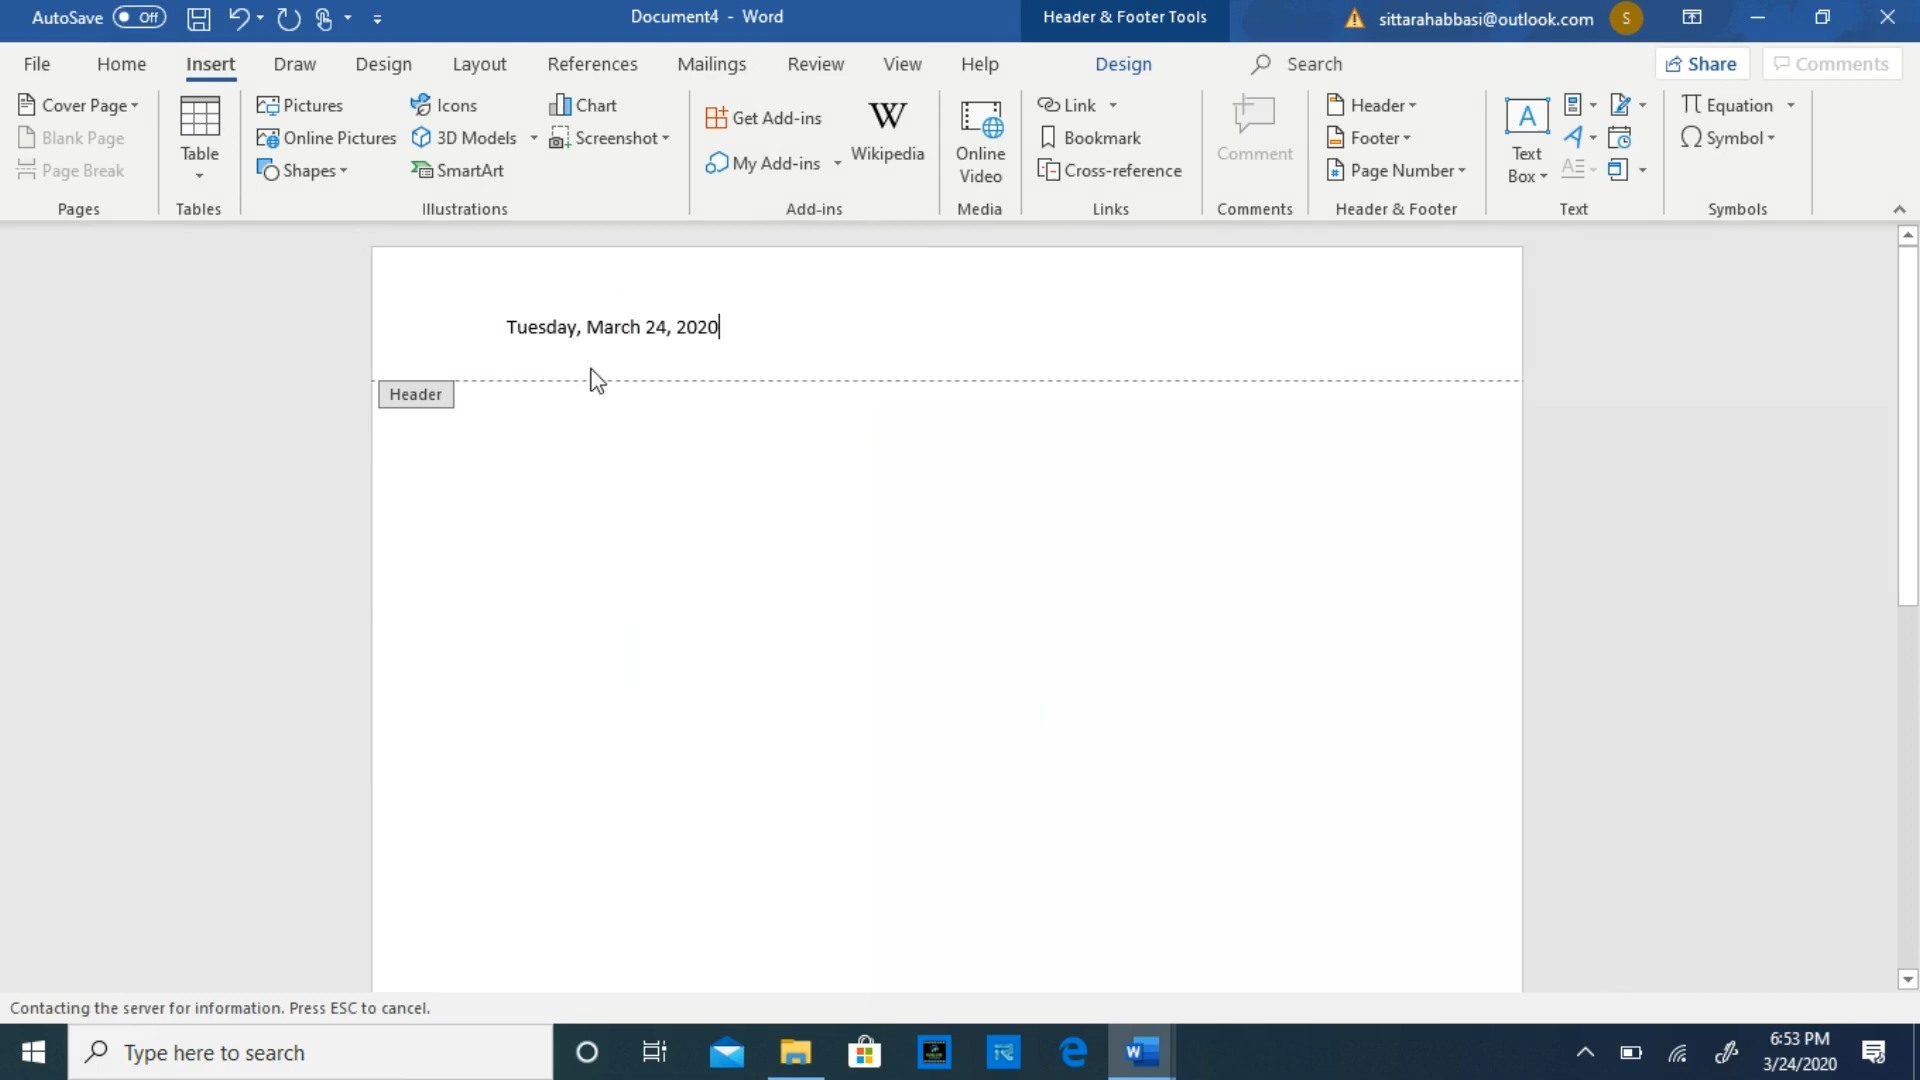 AutoSave Off Document4 - Word Header & Footer Tools sittarahabbasi@outlook.com S
File Home Insert Draw Design Layout References Mailings Review View Help Design Search Share Comments
Cover Page
Blank Page
Page Break
Pages
Table
Tables
Pictures
Online Pictures
Shapes
Icons
3D Models
SmartArt
Chart
Screenshot
Illustrations
Get Add-ins
My Add-ins
W
Wikipedia
Add-ins
Online
Video
Media
Link
Bookmark
Cross-reference
Links
Comment
Comments
Header
Footer
Page Number
Header & Footer
A
Text
Box
Text
Equation
Symbol
Symbols
Tuesday, March 24, 2020
Header
Contacting the server for information. Press ESC to cancel.
Type here to search
6:53 PM
3/24/2020